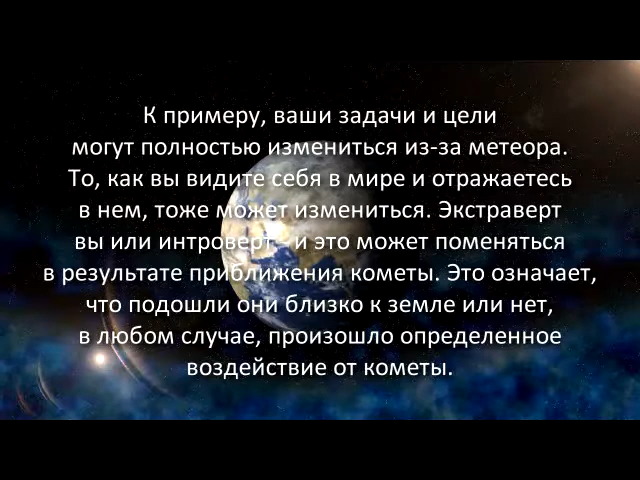 К примеру, ваши задачи и цели
могут полностью измениться из-за метеора.
То, как вы видите себя в мире и отражаетесь
в нем, тоже может измениться. Экстраверт
вы или интроверт - и это может поменяться
в результате приближения кометы. Это означает,
что подошли они близко к земле или нет,
в любом случае, произошло определенное
воздействие от кометы.